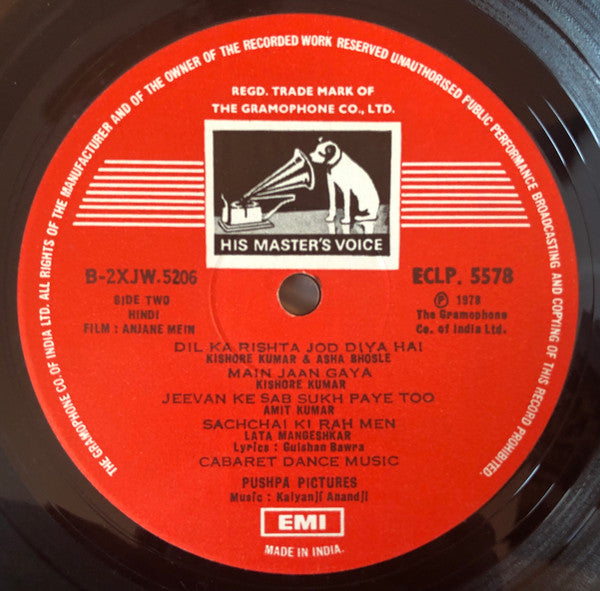 THE GRAMOPHONE CO. OF INDIA LTD. ALL RIGHTS OF THE MANUFACTURER AND OF THE OWNER OF THE RECORDED WORK RESERVED UNAUTHORISED PUBLIC PERFORMANCE BROADCASTING AND COPYING OF THIS RECORD PROHIBITED.
REGD. TRADE MARK OF
THE GRAMOPHONE CO., LTD.
HIS MASTER'S VOICE
B-2XJW.5206
SIDE TWO
HINDI
FILM : ANJANE MEIN
ECLP. 5578
℗ 1978
The Gramophone
Co. of India Ltd.
DIL KA RISHTA JOD DIYA HAI
KISHORE KUMAR & ASHA BHOSLE
MAIN JAAN GAYA
KISHORE KUMAR
JEEVAN KE SAB SUKH PAYE TOO
AMIT KUMAR
SACHCHAI KI RAH MEN
LATA MANGESHKAR
Lyrics : Gulshan Bawra
CABARET DANCE MUSIC
PUSHPA PICTURES
Music : Kalyanji Anandji
EMI
MADE IN INDIA.